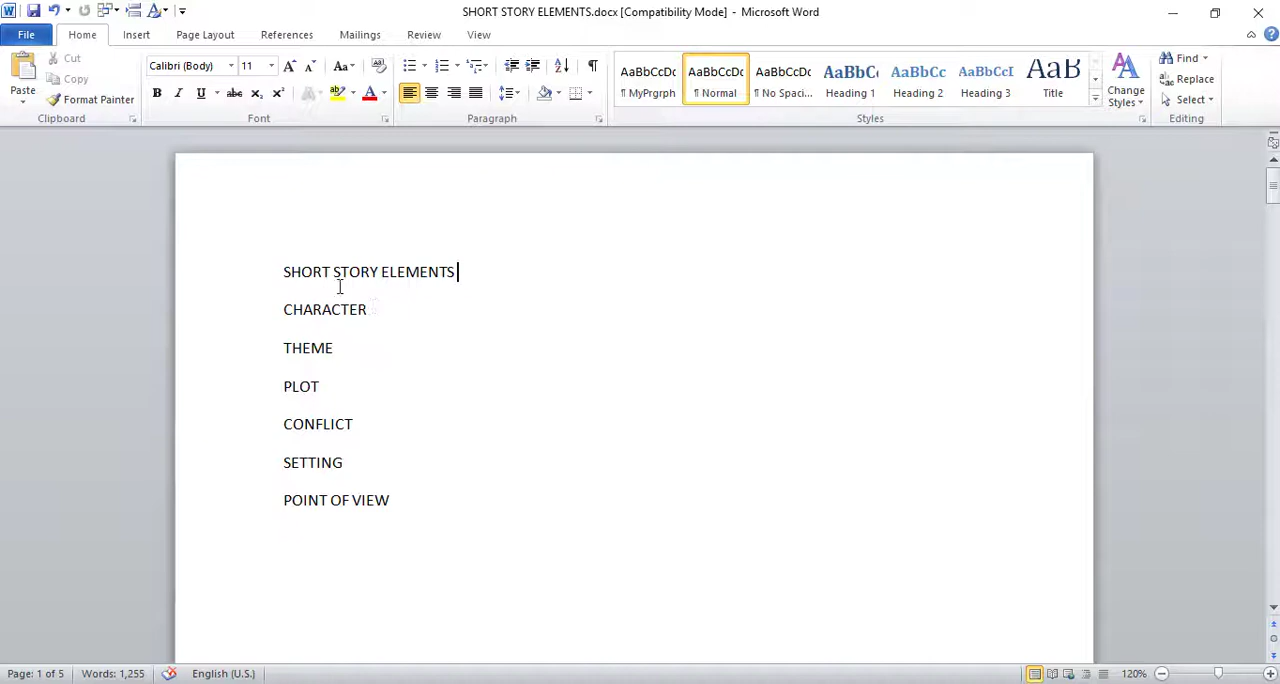 SHORT STORY ELEMENTS.docx [Compatibility Mode] - Microsoft Word
File Home Insert Page Layout References Mailings Review View
Cut
Copy
Paste
Format Painter
Clipboard
Calibri (Body) 11
Font
Paragraph
AaBbCcDc AaBbCcDc AaBbCcDc AaBbC AaBbCc AaBbCcI AaB
¶ MyPrgrph ¶ Normal ¶ No Spaci... Heading 1 Heading 2 Heading 3 Title
Change Styles
Styles
Find
Replace
Select
Editing
SHORT STORY ELEMENTS
CHARACTER
THEME
PLOT
CONFLICT
SETTING
POINT OF VIEW
Page: 1 of 5 Words: 1,255 English (U.S.) 120%